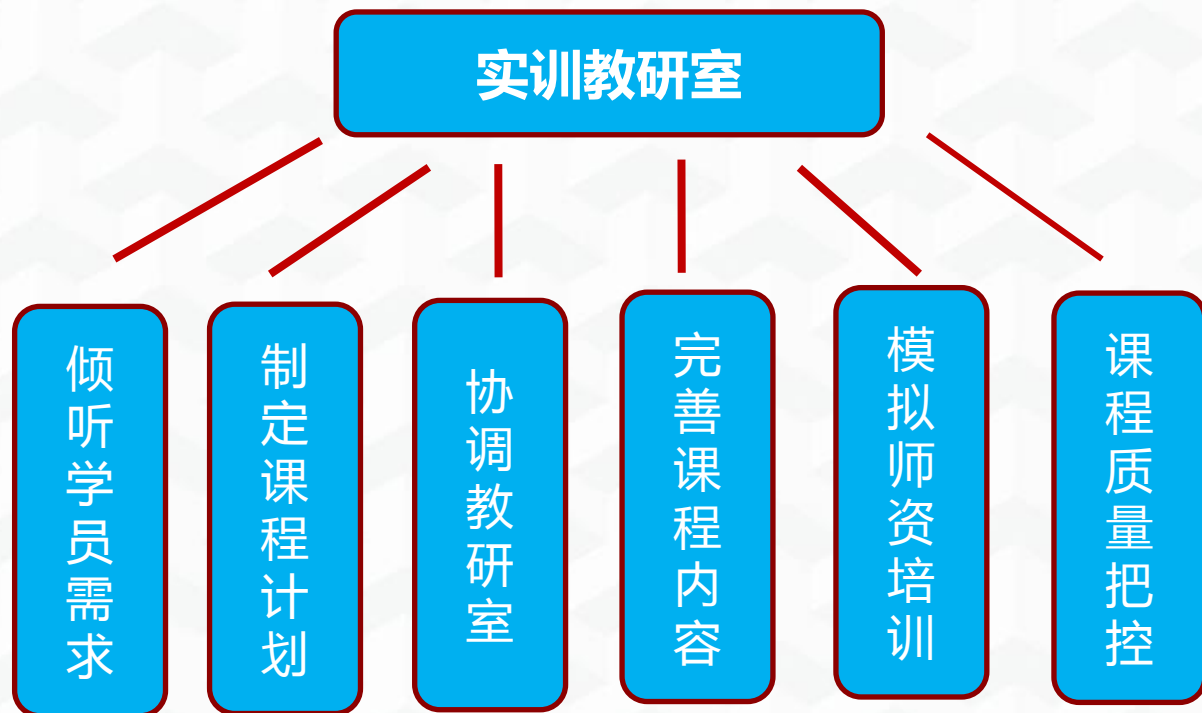 实训教研室
倾听学员需求
制定课程计划
协调教研室
完善课程内容
模拟师资培训
课程质量把控